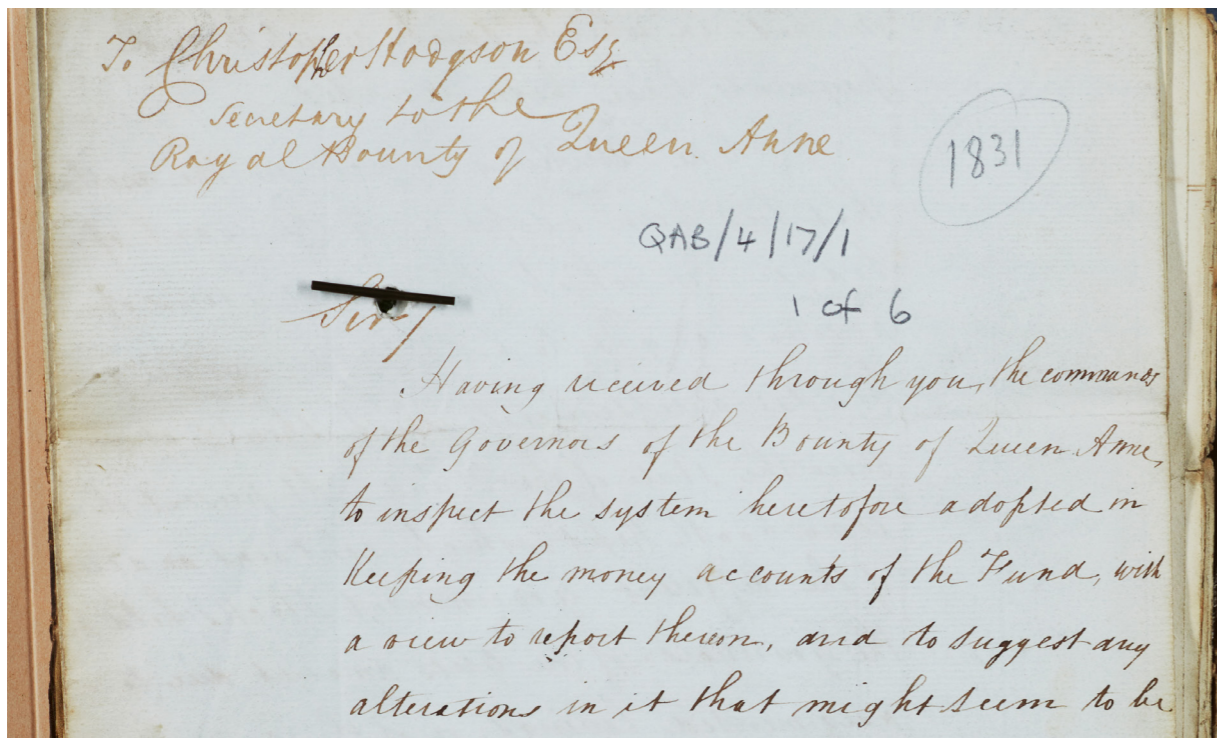 To Christopher Hodgson Esq
Secretary to the
Royal Bounty of Queen Anne
1831
QAB/4/17/1
1 of 6
Sir,
Having received through you, the commands
of the Governors of the Bounty of Queen Anne,
to inspect the system heretofore adopted in
Keeping the money accounts of the Fund, with
a view to report thereon, and to suggest any
alterations in it that might seem to be